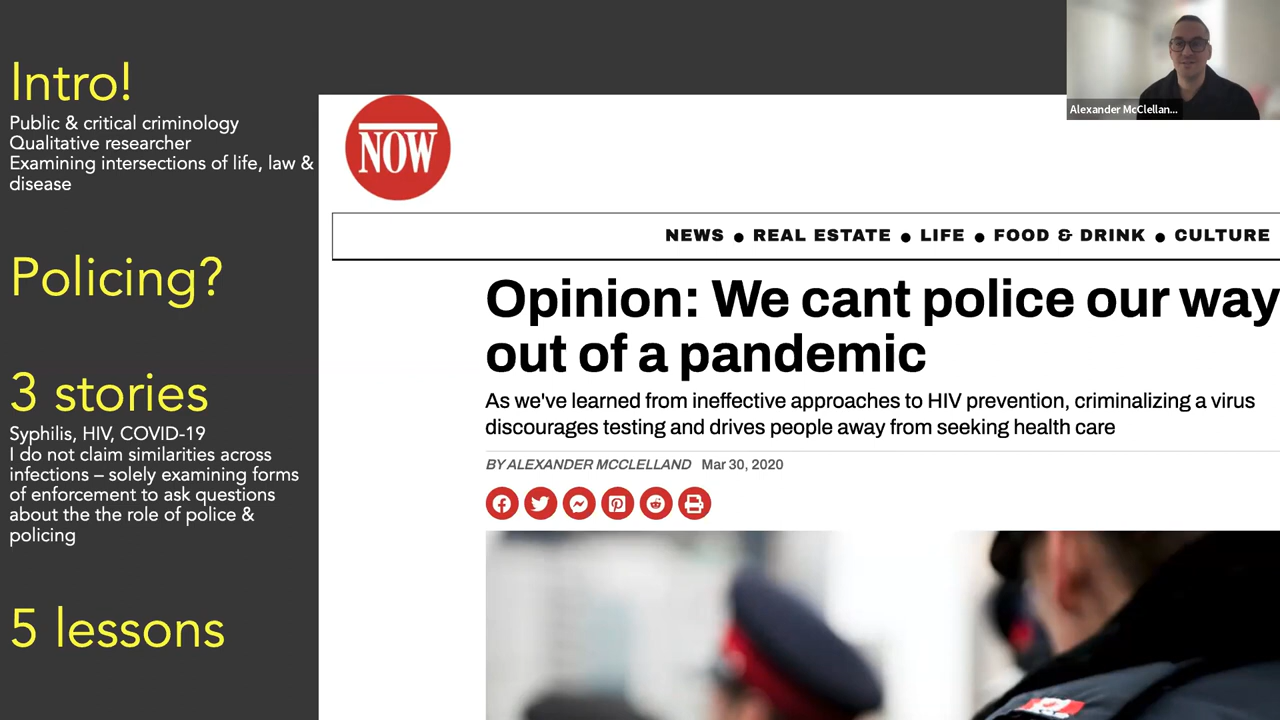 Intro!
Public & critical criminology
Qualitative researcher
Examining intersections of life, law &
disease
Policing?
3 stories
Syphilis, HIV, COVID-19
I do not claim similarities across
infections – solely examining forms
of enforcement to ask questions
about the the role of police &
policing
5 lessons
NOW
NEWS ● REAL ESTATE ● LIFE ● FOOD & DRINK ● CULTURE
Opinion: We cant police our way
out of a pandemic
As we've learned from ineffective approaches to HIV prevention, criminalizing a virus
discourages testing and drives people away from seeking health care
BY ALEXANDER MCCLELLAND Mar 30, 2020
Alexander McClellan...